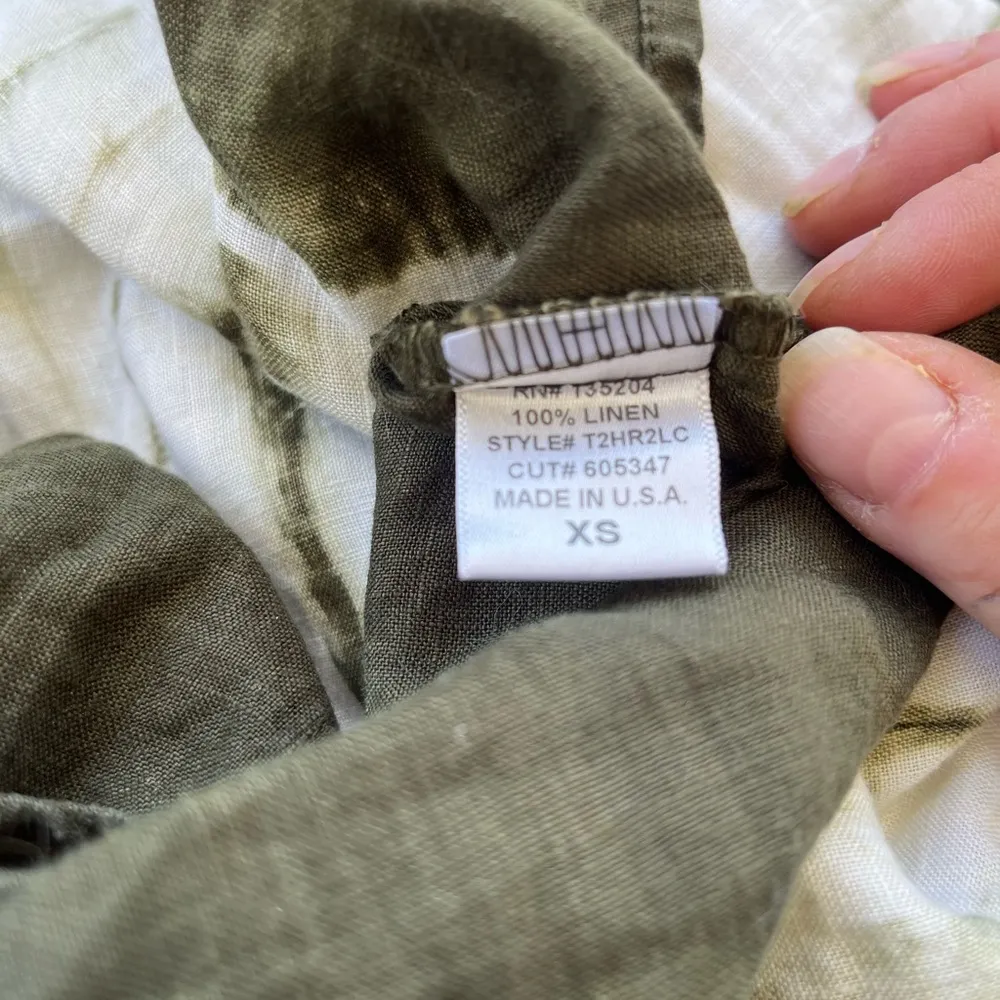 RN# 135204
100% LINEN
STYLE# T2HR2LC
CUT# 605347
MADE IN U.S.A.
XS